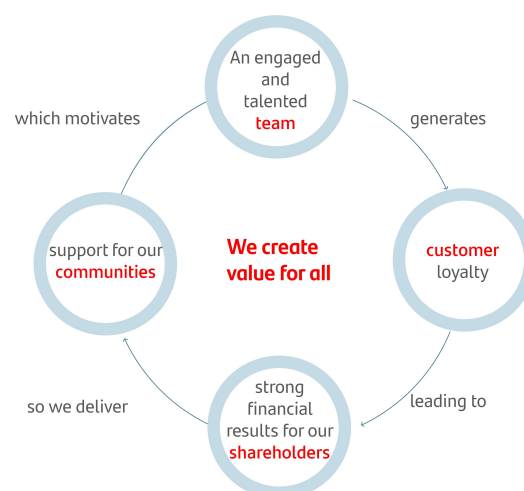 An engaged
and
talented
team
generates
customer
loyalty
leading to
strong
financial
results for our
shareholders
so we deliver
support for our
communities
which motivates
We create
value for all